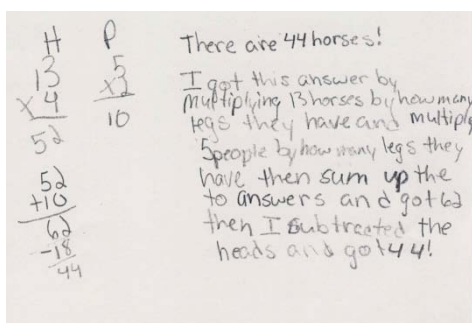 H P
13 5
x 4 x2
52 10
52
+10
62
-18
44
There are 44 horses!
I got this answer by
multiplying 13 horses by how many
legs they have and multiply
5 people by how many legs they
have then sum up the
to answers and got 62
then I subtracted the
heads and got 44!